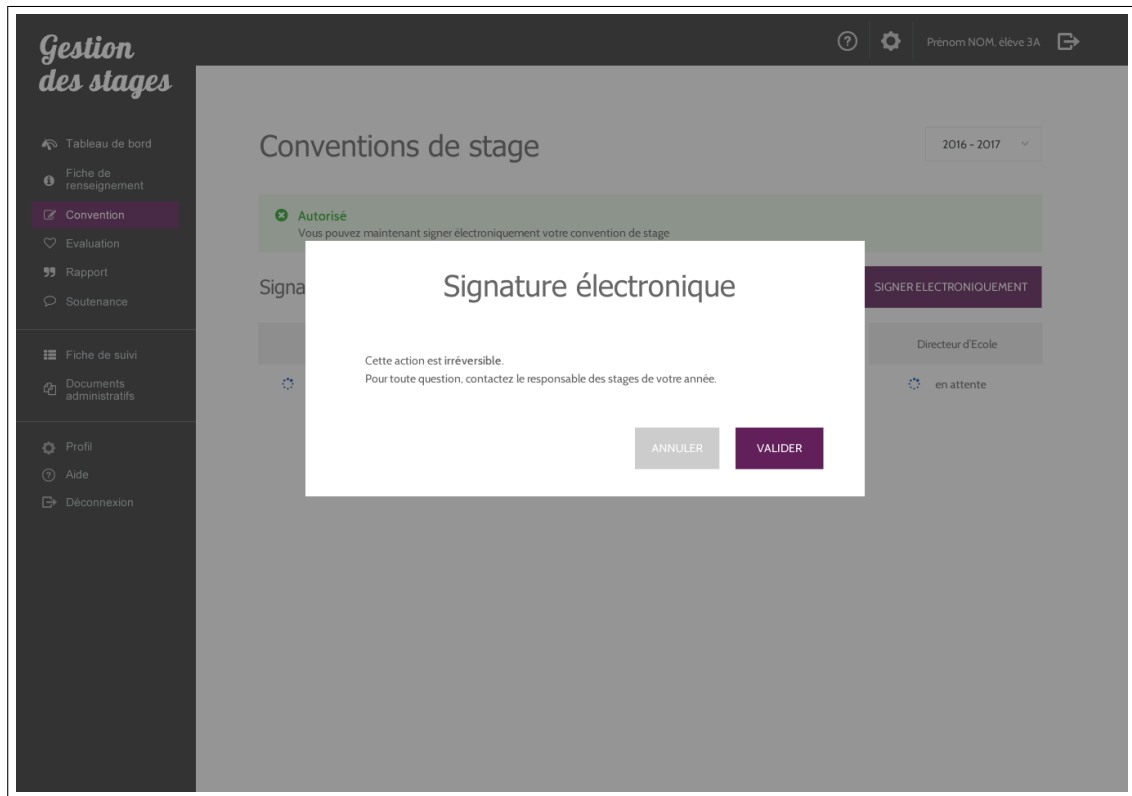 Gestion
des stages
Prénom NOM, élève 3A
Tableau de bord
Fiche de
renseignement
Convention
Evaluation
Rapport
Soutenance
Fiche de suivi
Documents
administratifs
Profil
Aide
Déconnexion
Conventions de stage
2016 - 2017
Autorisé
Vous pouvez maintenant signer électroniquement votre convention de stage
Signa
SIGNER ELECTRONIQUEMENT
Directeur d'Ecole
en attente
Signature électronique
Cette action est irréversible.
Pour toute question, contactez le responsable des stages de votre année.
ANNULER
VALIDER